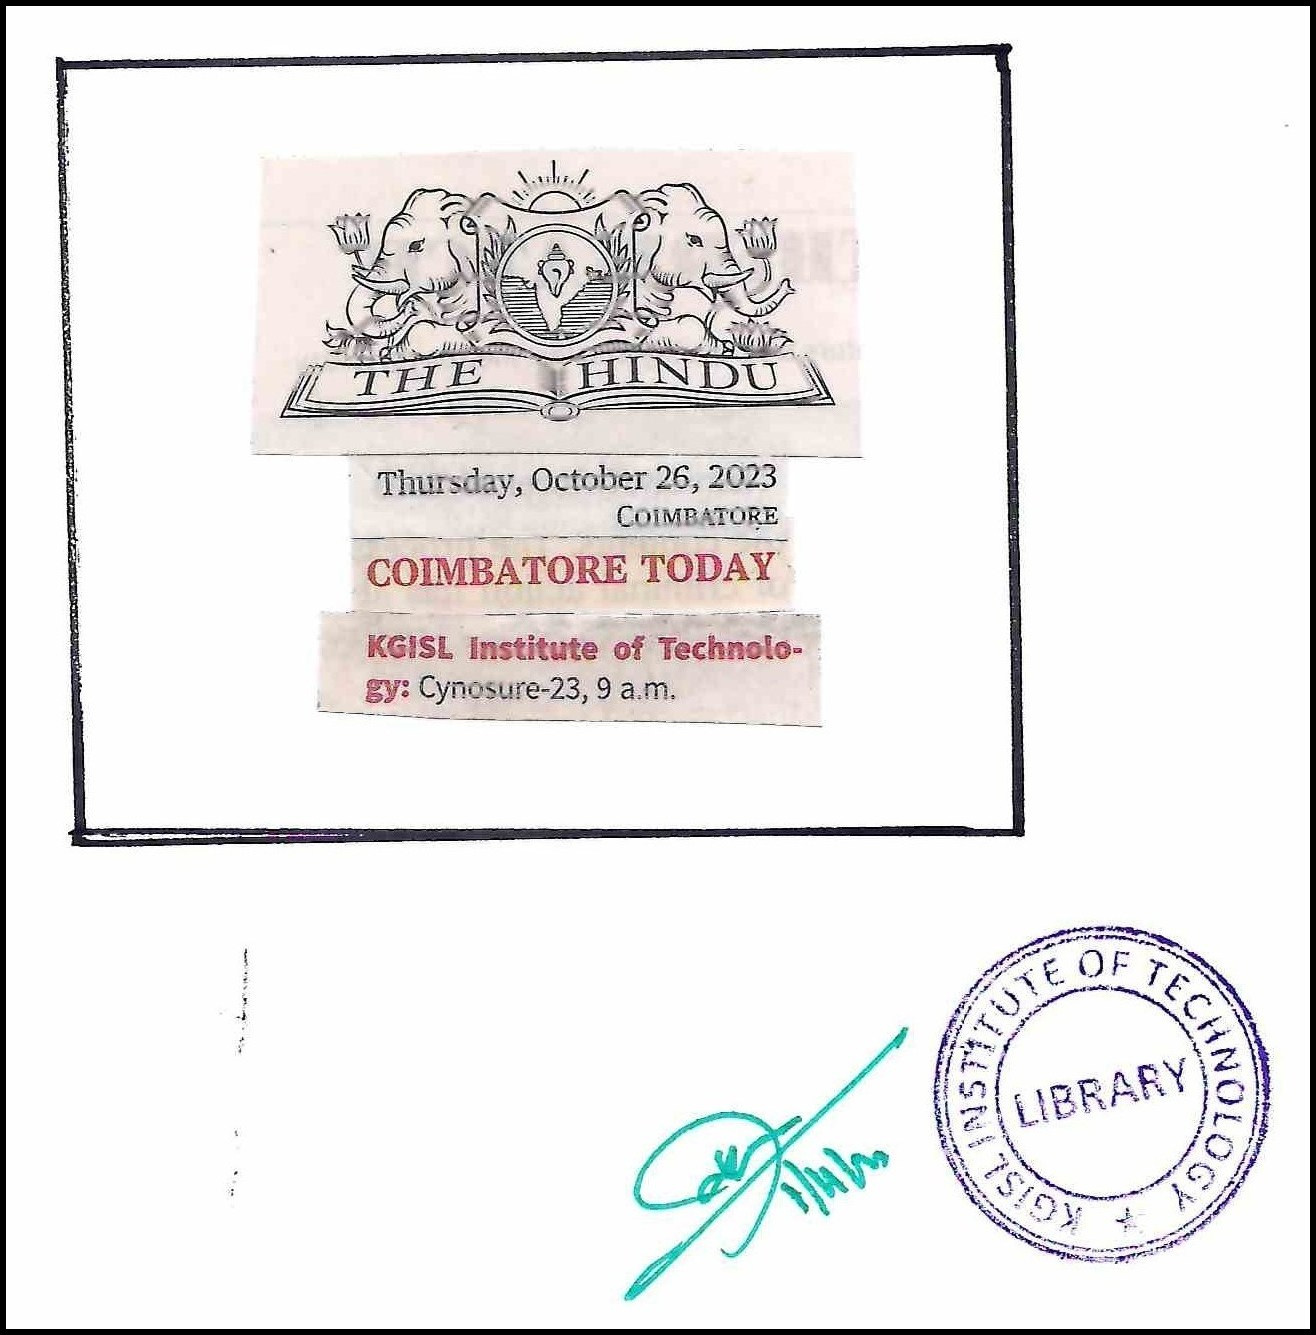 THE HINDU
Thursday, October 26, 2023
COIMBATORE
COIMBATORE TODAY
KGISL Institute of Technolo-
gy: Cynosure-23, 9 a.m.
KGISL INSTITUTE OF TECHNOLOGY ★
LIBRARY